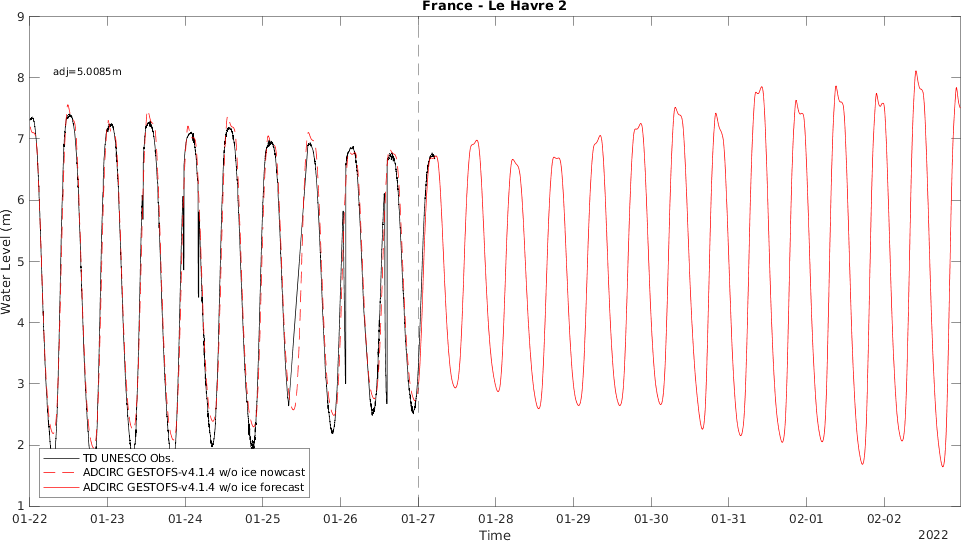 France - Le Havre 2
9
8
7
6
5
4
3
2
1
Water Level (m)
adj=5.0085m
TD UNESCO Obs.
ADCIRC GESTOFS-v4.1.4 w/o ice nowcast
ADCIRC GESTOFS-v4.1.4 w/o ice forecast
01-22 01-23 01-24 01-25 01-26 01-27 01-28 01-29 01-30 01-31 02-01 02-02
Time
2022